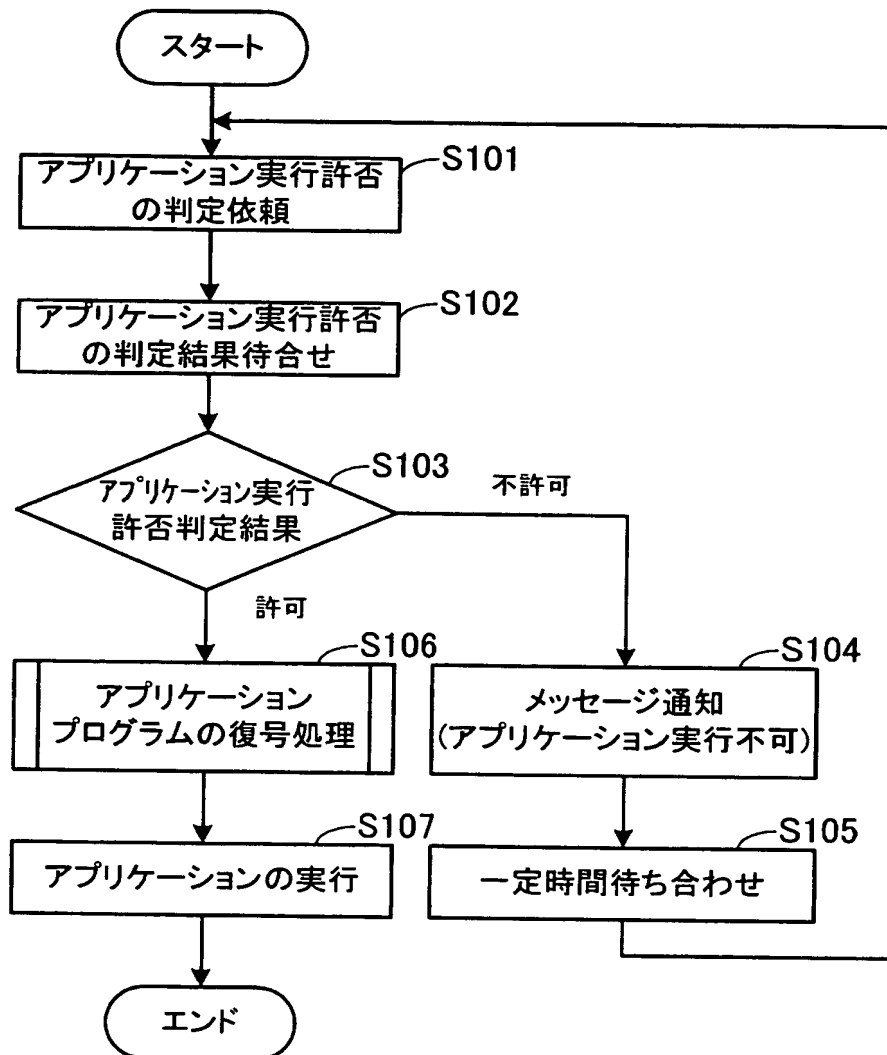 スタート
アプリケーション実行許否
の判定依頼
S101
アプリケーション実行許否
の判定結果待合せ
S102
アプリケーション実行
許否判定結果
S103
不許可
許可
アプリケーション
プログラムの復号処理
S106
メッセージ通知
(アプリケーション実行不可)
S104
アプリケーションの実行
S107
一定時間待ち合わせ
S105
エンド